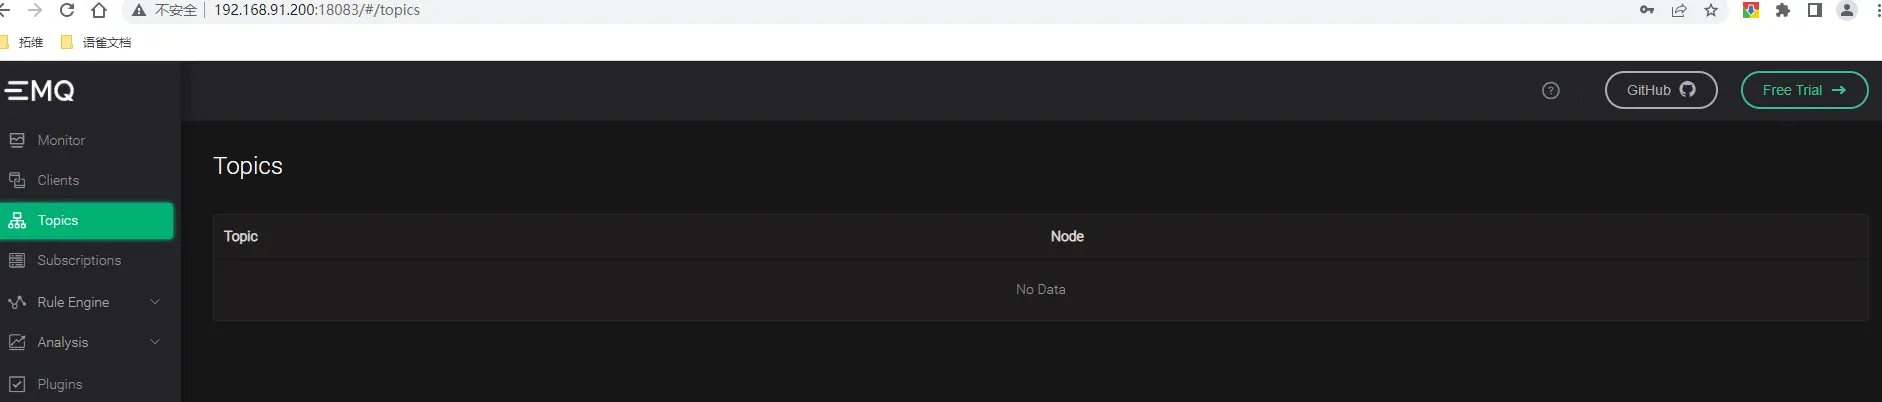 不安全 192.168.91.200:18083/#/topics
拓维 语雀文档
EMQ
GitHub Free Trial
Monitor
Clients
Topics
Subscriptions
Rule Engine
Analysis
Plugins
Topics
Topic Node
No Data